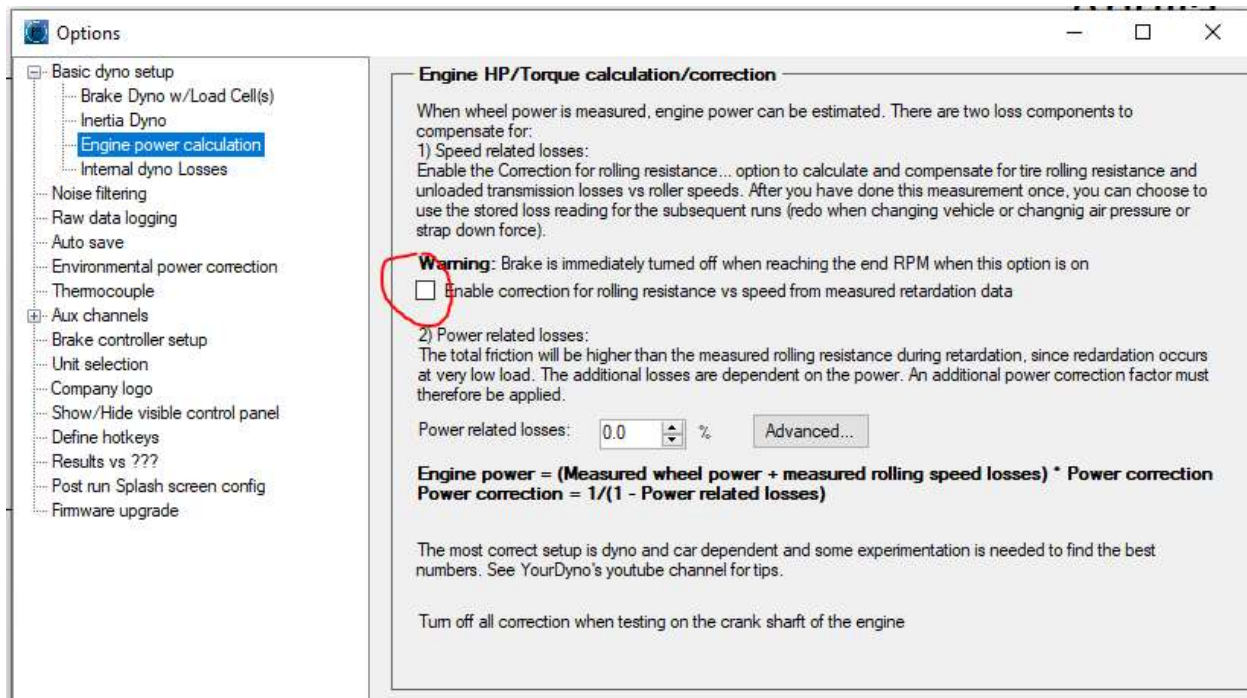 Options
Basic dyno setup
Brake Dyno w/Load Cell(s)
Inertia Dyno
Engine power calculation
Internal dyno Losses
Noise filtering
Raw data logging
Auto save
Environmental power correction
Thermocouple
Aux channels
Brake controller setup
Unit selection
Company logo
Show/Hide visible control panel
Define hotkeys
Results vs ???
Post run Splash screen config
Firmware upgrade
Engine HP/Torque calculation/correction
When wheel power is measured, engine power can be estimated. There are two loss components to
compensate for:
1) Speed related losses:
Enable the Correction for rolling resistance... option to calculate and compensate for tire rolling resistance and
unloaded transmission losses vs roller speeds. After you have done this measurement once, you can choose to
use the stored loss reading for the subsequent runs (redo when changing vehicle or changnig air pressure or
strap down force).
Warning: Brake is immediately turned off when reaching the end RPM when this option is on
Enable correction for rolling resistance vs speed from measured retardation data
2) Power related losses:
The total friction will be higher than the measured rolling resistance during retardation, since redardation occurs
at very low load. The additional losses are dependent on the power. An additional power correction factor must
therefore be applied.
Power related losses: 0.0 % Advanced...
Engine power = (Measured wheel power + measured rolling speed losses) * Power correction
Power correction = 1/(1 - Power related losses)
The most correct setup is dyno and car dependent and some experimentation is needed to find the best
numbers. See YourDyno's youtube channel for tips.
Turn off all correction when testing on the crank sharft of the engine